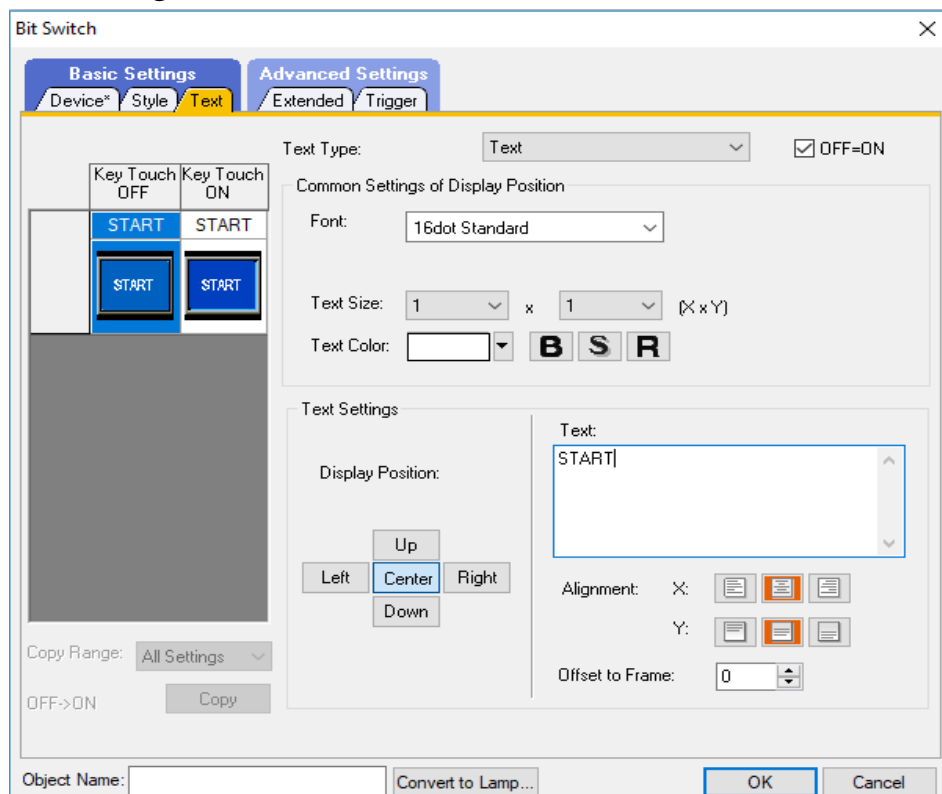 Bit Switch
Basic Settings Advanced Settings
Device* Style Text Extended Trigger
Text Type: Text OFF=ON
Key Touch OFF Key Touch ON
Common Settings of Display Position
START START
Font: 16dot Standard
START START
Text Size: 1 x 1 (X x Y)
Text Color: B S R
Text Settings
Text:
START
Display Position:
Up
Left Center Right
Down
Alignment: X:
Y:
Copy Range: All Settings
Offset to Frame: 0
OFF->ON Copy
Object Name: Convert to Lamp... OK Cancel